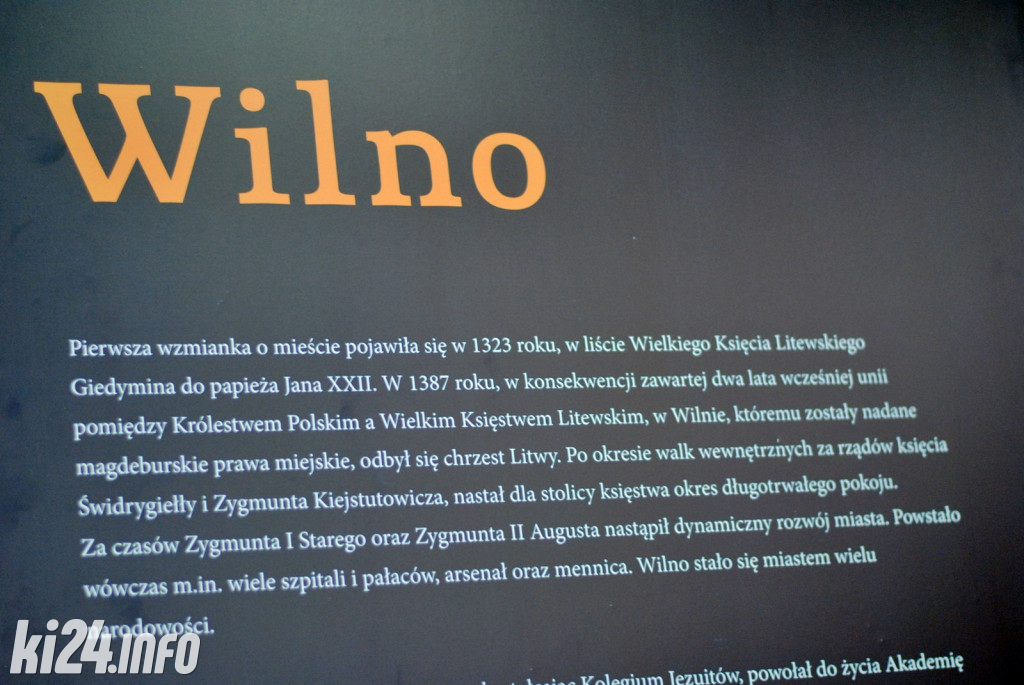 Wilno
Pierwsza wzmianka o mieście pojawiła się w 1323 roku, w liście Wielkiego Księcia Litewskiego
Giedymina do papieża Jana XXII. W 1387 roku, w konsekwencji zawartej dwa lata wcześniej unii
pomiędzy Królestwem Polskim a Wielkim Księstwem Litewskim, w Wilnie, któremu zostały nadane
magdeburskie prawa miejskie, odbył się chrzest Litwy. Po okresie walk wewnętrznych za rządów księcia
Świdrygiełły i Zygmunta Kiejstutowicza, nastał dla stolicy księstwa okres długotrwałego pokoju.
Za czasów Zygmunta I Starego oraz Zygmunta II Augusta nastąpił dynamiczny rozwój miasta. Powstało
wówczas m.in. wiele szpitali i pałaców, arsenał oraz mennica. Wilno stało się miastem wielu
narodowości.
Kolegium Jezuitów, powołał do życia Akademię
ki24.info